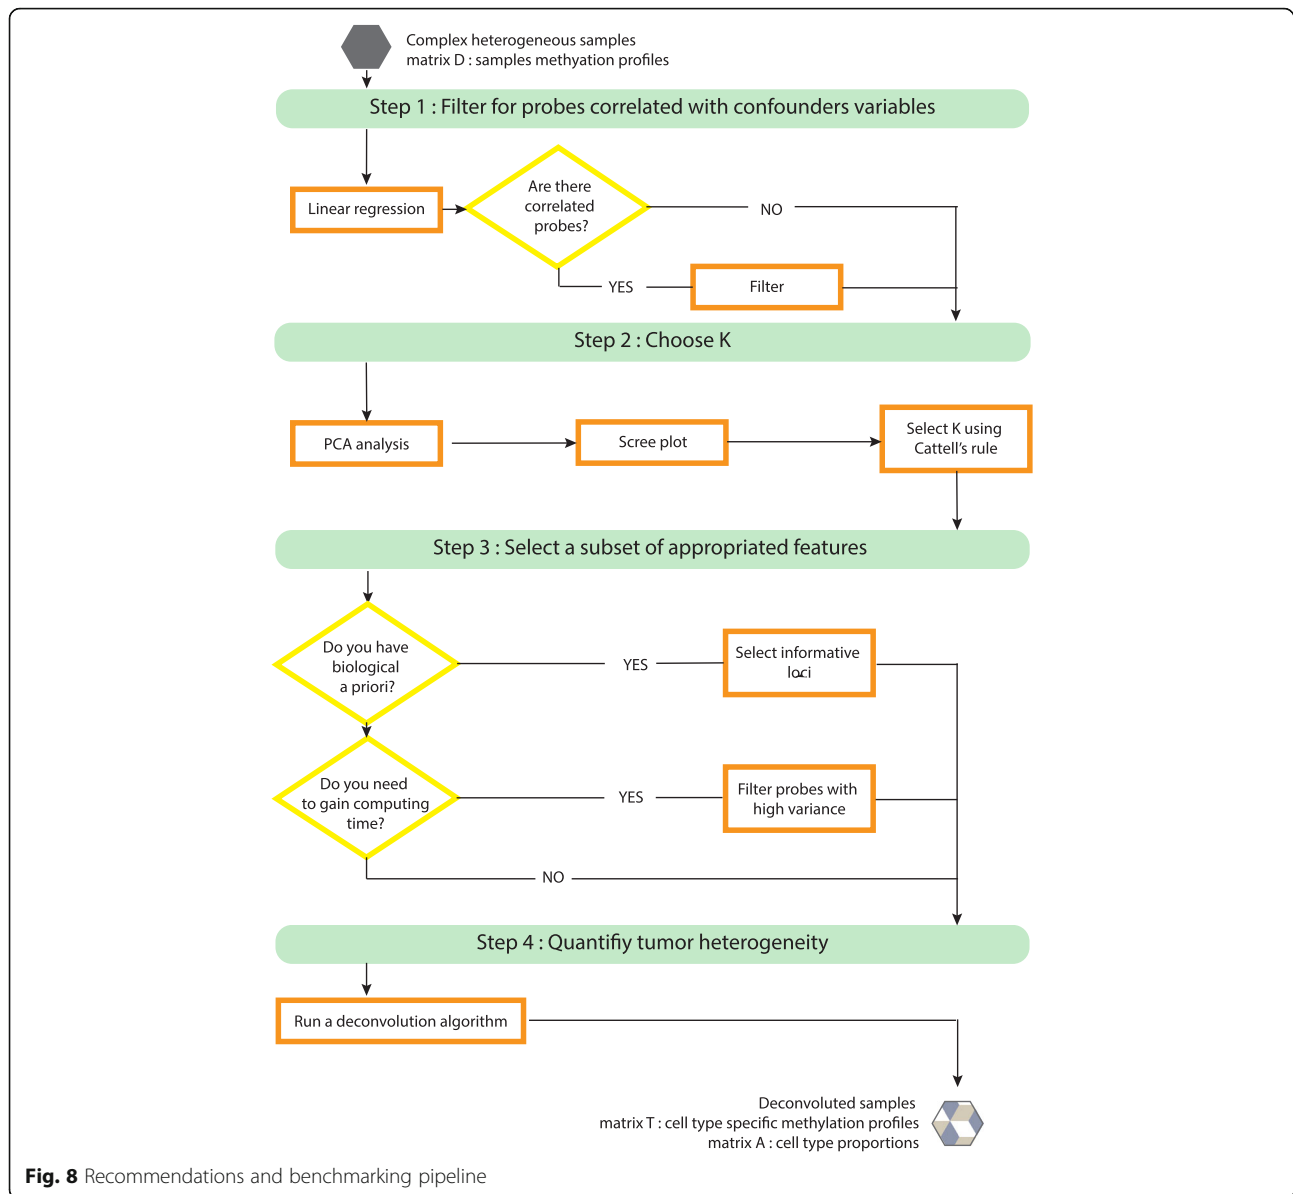 Complex heterogeneous samples
matrix D : samples methyation profiles
Step 1 : Filter for probes correlated with confounders variables
Linear regression
Are there
correlated
probes?
NO
YES
Filter
Step 2 : Choose K
PCA analysis
Scree plot
Select K using
Cattell's rule
Step 3 : Select a subset of appropriated features
Do you have
biological
a priori?
YES
Select informative
loci
Do you need
to gain computing
time?
YES
Filter probes with
high variance
NO
Step 4 : Quantifiy tumor heterogeneity
Run a deconvolution algorithm
Deconvoluted samples
matrix T : cell type specific methylation profiles
matrix A : cell type proportions
Fig. 8 Recommendations and benchmarking pipeline